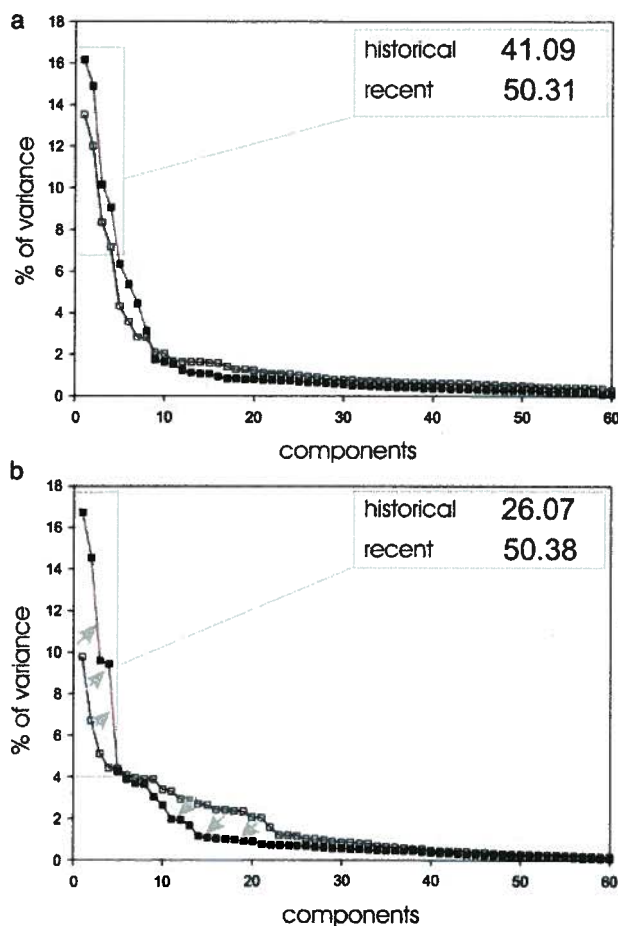 a
18
16
14
12
10
8
6
4
2
0
% of variance
historical 41.09
recent 50.31
0 10 20 30 40 50 60
components
b
18
16
14
12
10
8
6
4
2
0
% of variance
historical 26.07
recent 50.38
0 10 20 30 40 50 60
components